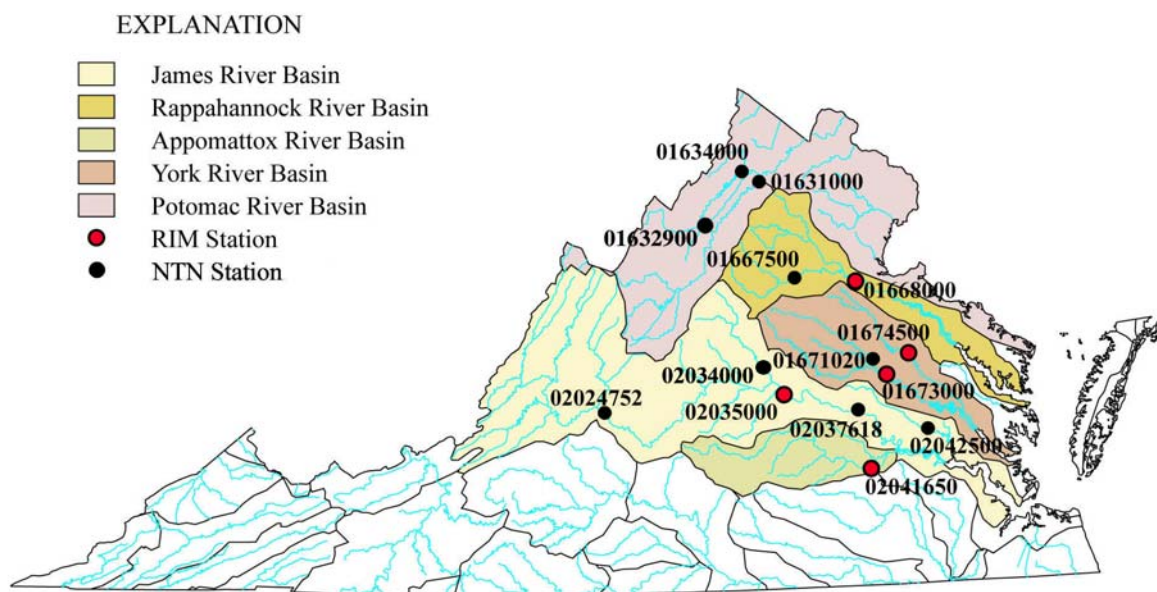 EXPLANATION
James River Basin
Rappahannock River Basin
Appomattox River Basin
York River Basin
Potomac River Basin
RIM Station
NTN Station
01634000
01631000
01632900
01667500
01668000
01674500
01671020
02034000
01673000
02024752
02035000
02037618
02042500
02041650